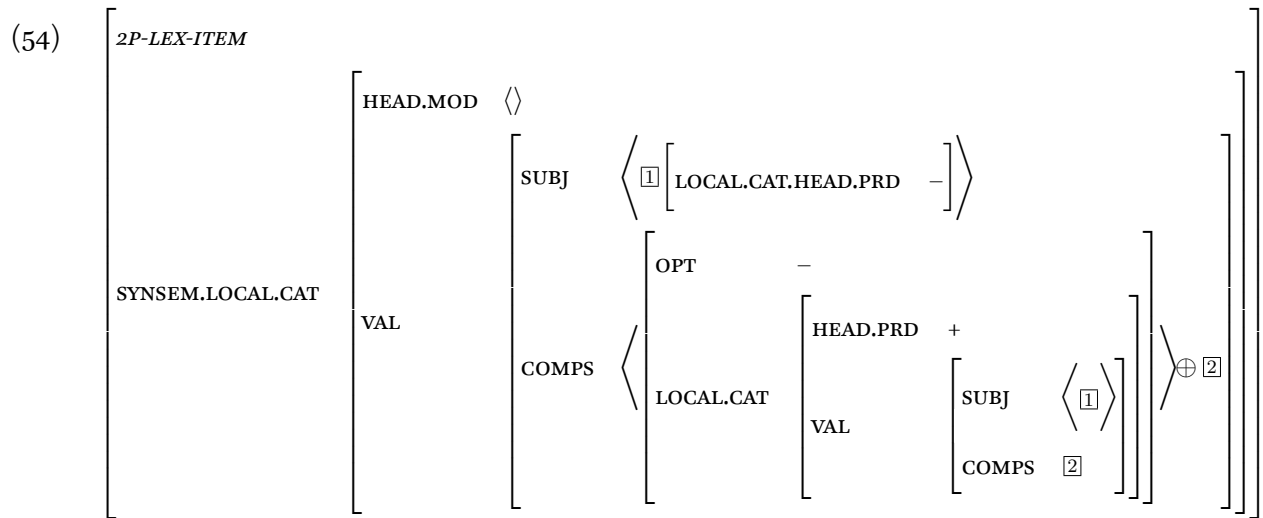 (54)
2P-LEX-ITEM
HEAD.MOD ⟨⟩
SUBJ ⟨ 1 [ LOCAL.CAT.HEAD.PRD − ] ⟩
OPT −
SYNSEM.LOCAL.CAT
VAL
HEAD.PRD +
COMPS
⊕ 2
LOCAL.CAT
SUBJ ⟨ 1 ⟩
VAL
COMPS 2